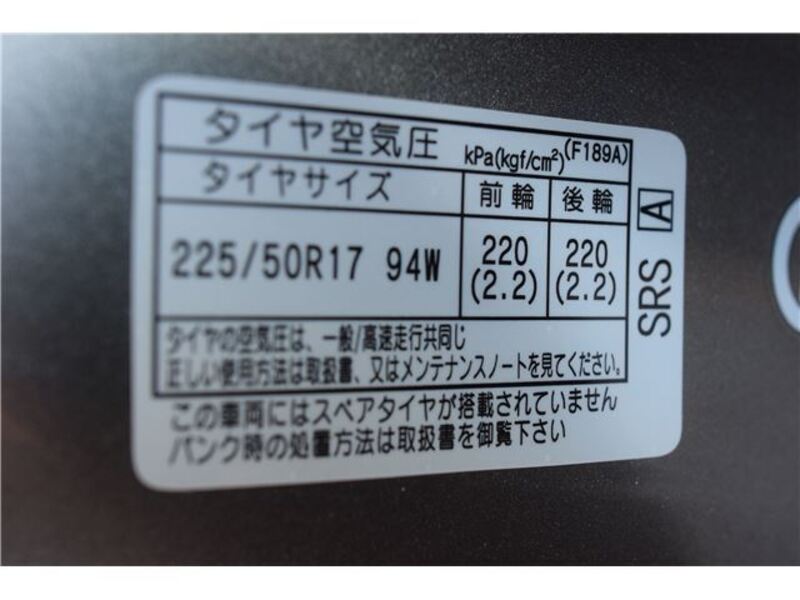 タイヤ空気圧 kPa(kgf/cm²)(F189A)
タイヤサイズ 前輪 後輪
225/50R17 94W 220 (2.2) 220 (2.2)
タイヤの空気圧は、一般/高速走行共同じ
正しい使用方法は取扱書、又はメンテナンスノートを見てください。
この車両にはスペアタイヤが搭載されていません
パンク時の処置方法は取扱書を御覧下さい
SRS A